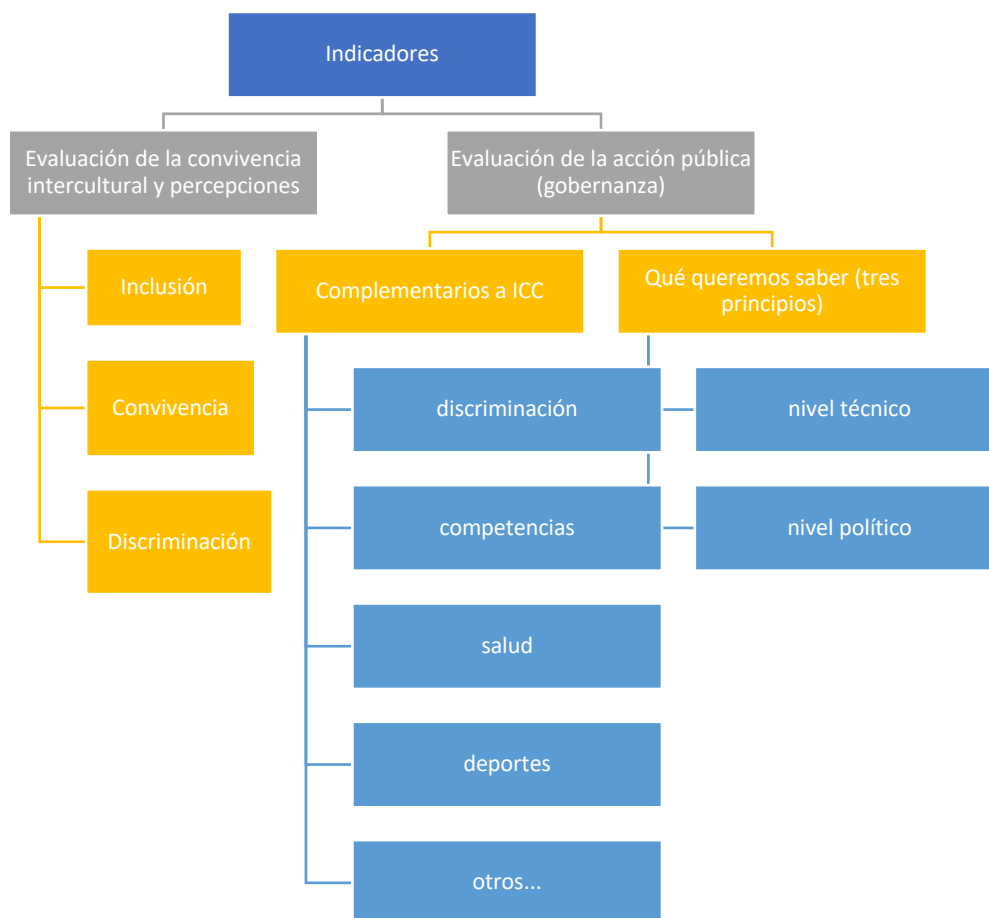 Indicadores
Evaluación de la convivencia
intercultural y percepciones
Evaluación de la acción pública
(gobernanza)
Inclusión
Convivencia
Discriminación
Complementarios a ICC
Qué queremos saber (tres
principios)
discriminación
competencias
salud
deportes
otros...
nivel técnico
nivel político